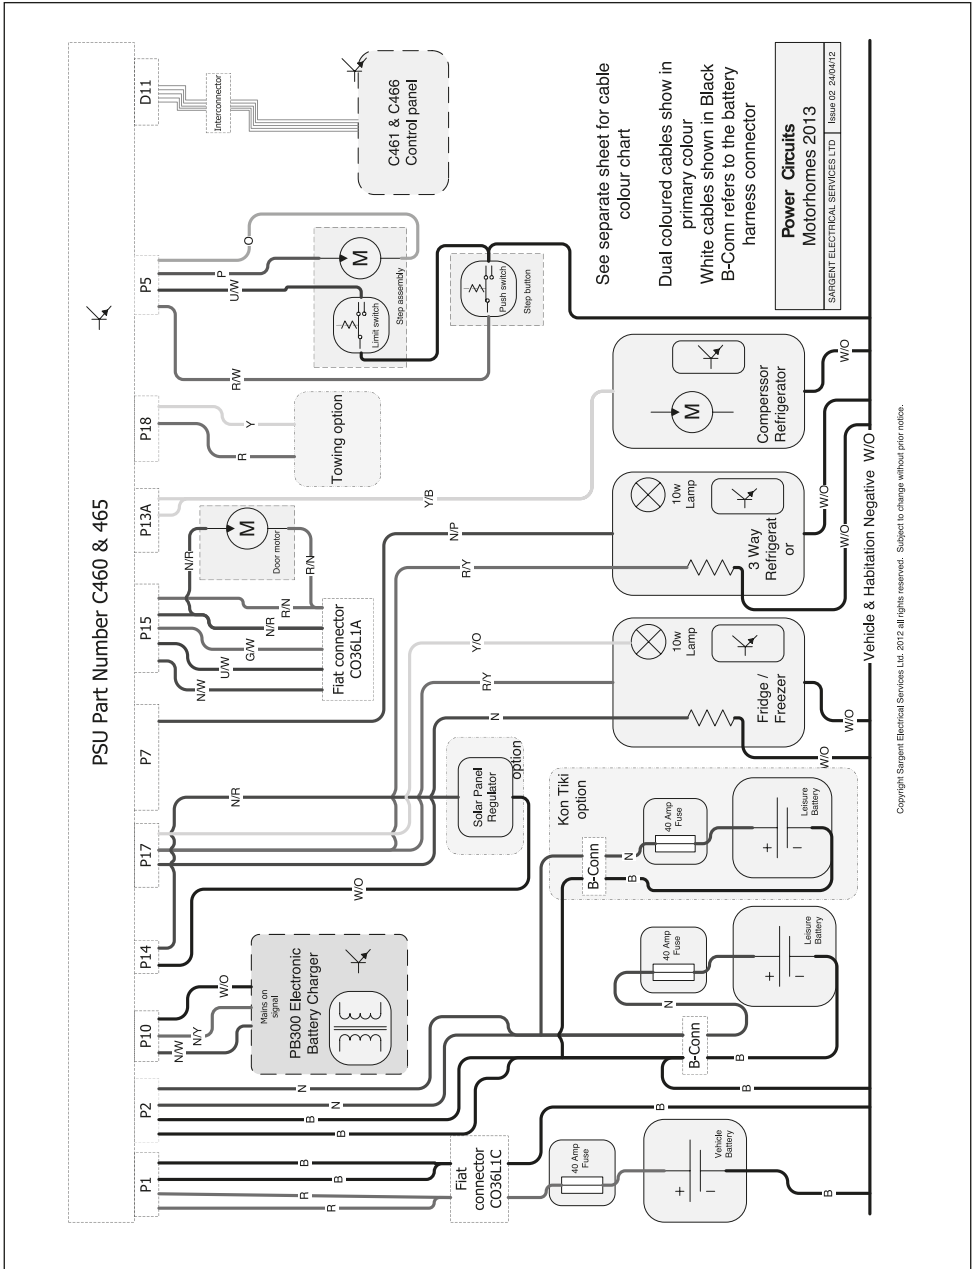 PSU Part Number C460 & 465
P1
P2
P10
P14
P17
P7
P15
P13A
P18
P5
D11
R
R
B
B
Fiat
connector
CO36L1C
40 Amp
Fuse
Vehicle
Battery
+
−
B
B
B
B
B
N
N
N/W
N/Y
W/O
Mains on
signal
PB300 Electronic
Battery Charger
B-Conn
B
N
40 Amp
Fuse
Leisure
Battery
+
−
W/O
N/R
Solar Panel
Regulator
option
Kon Tiki
option
B-Conn
B
N
40 Amp
Fuse
Leisure
Battery
+
−
N
R/Y
Y/O
Fridge /
Freezer
10w
Lamp
W/O
W/O
N/W
U/W
G/W
N/R
R/N
Fiat connector
CO36L1A
N/R
R/N
M
Door motor
R/Y
N/P
3 Way
Refrigerat
or
10w
Lamp
W/O
W/O
Y/B
M
Comperssor
Refrigerator
W/O
R
Y
Towing option
R/W
U/W
P
O
M
Limit switch
Step assembly
Push switch
Step button
Interconnector
C461 & C466
Control panel
See separate sheet for cable
colour chart
Dual coloured cables show in
primary colour
White cables shown in Black
B-Conn refers to the battery
harness connector
Power Circuits
Motorhomes 2013
SARGENT ELECTRICAL SERVICES LTD
Issue 02 24/04/12
Vehicle & Habitation Negative W/O
Copyright Sargent Electrical Services Ltd. 2012 all rights reserved. Subject to change without prior notice.